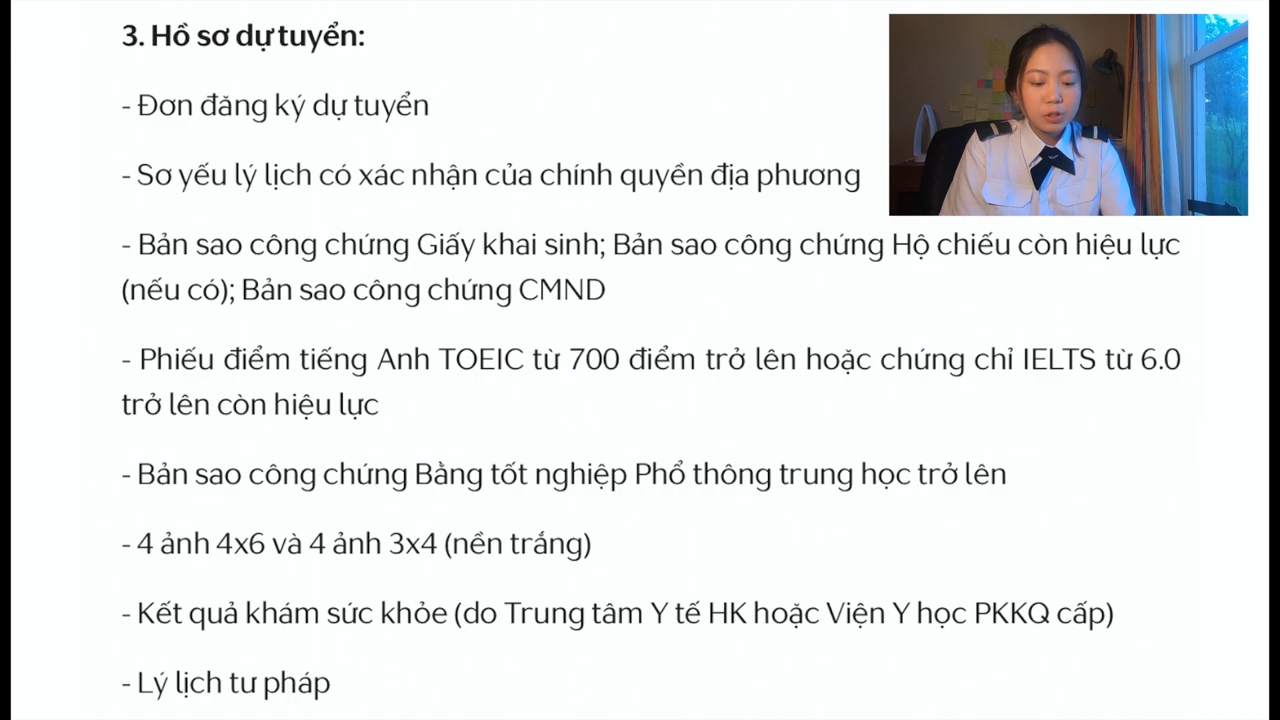 3. Hồ sơ dự tuyển:
- Đơn đăng ký dự tuyển
- Sơ yếu lý lịch có xác nhận của chính quyền địa phương
- Bản sao công chứng Giấy khai sinh; Bản sao công chứng Hộ chiếu còn hiệu lực
(nếu có); Bản sao công chứng CMND
- Phiếu điểm tiếng Anh TOEIC từ 700 điểm trở lên hoặc chứng chỉ IELTS từ 6.0
trở lên còn hiệu lực
- Bản sao công chứng Bằng tốt nghiệp Phổ thông trung học trở lên
- 4 ảnh 4x6 và 4 ảnh 3x4 (nền trắng)
- Kết quả khám sức khỏe (do Trung tâm Y tế HK hoặc Viện Y học PKKQ cấp)
- Lý lịch tư pháp